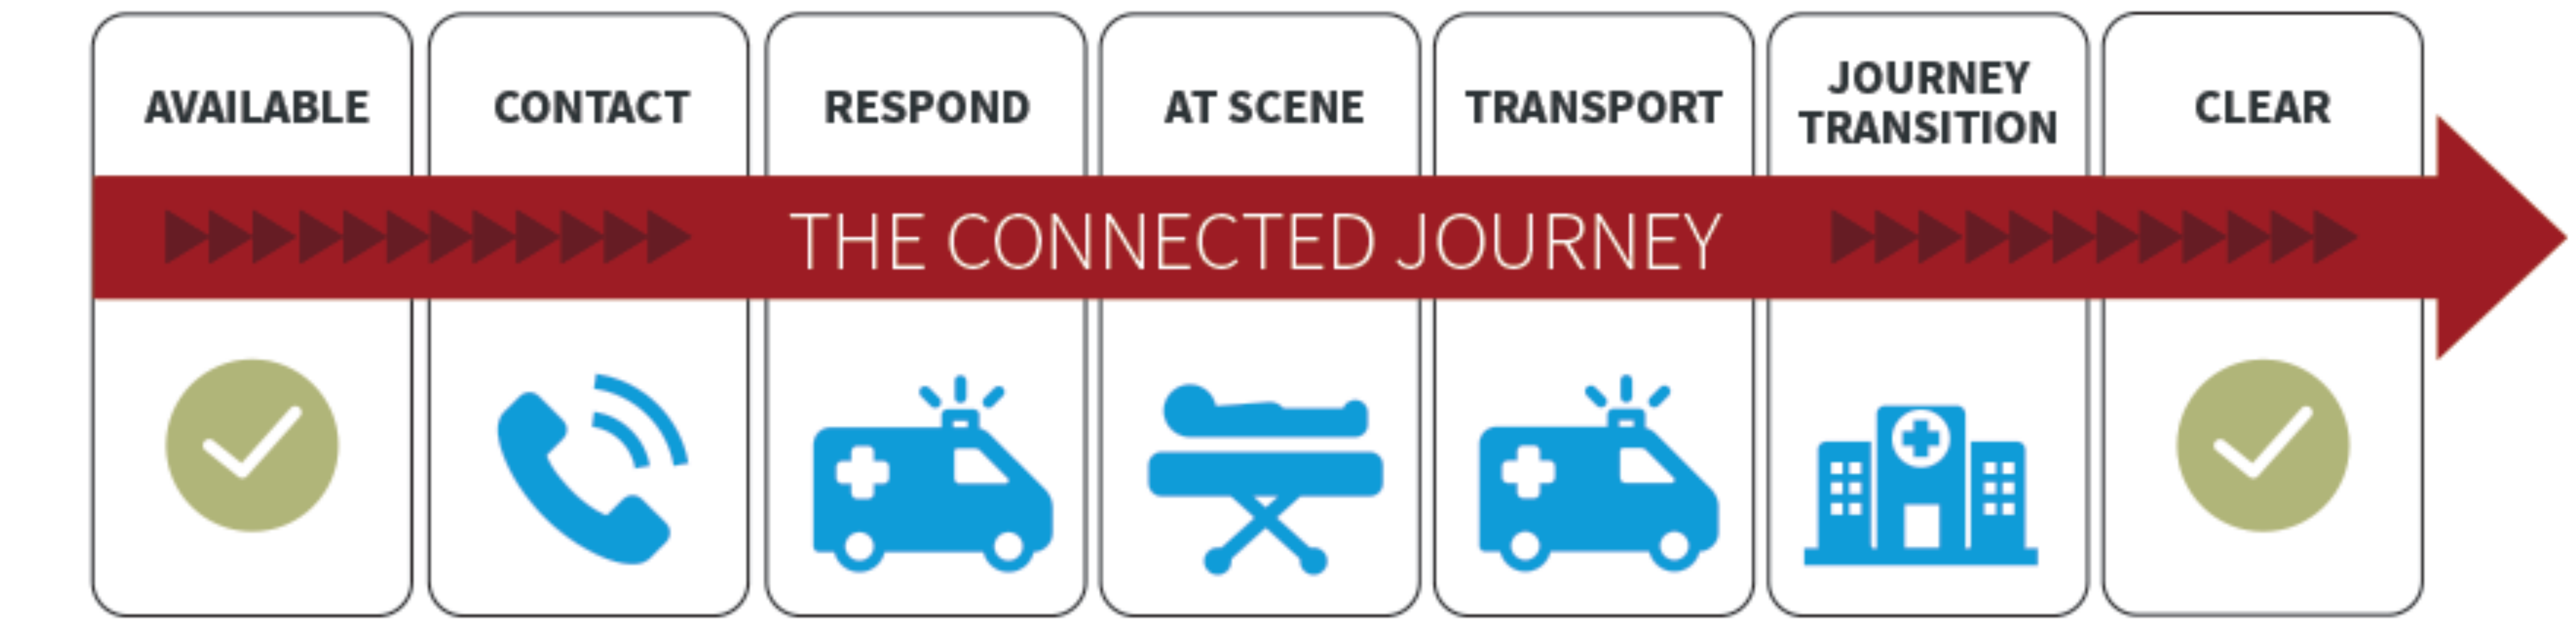 AVAILABLE
CONTACT
RESPOND
AT SCENE
TRANSPORT
JOURNEY
TRANSITION
CLEAR
THE CONNECTED JOURNEY